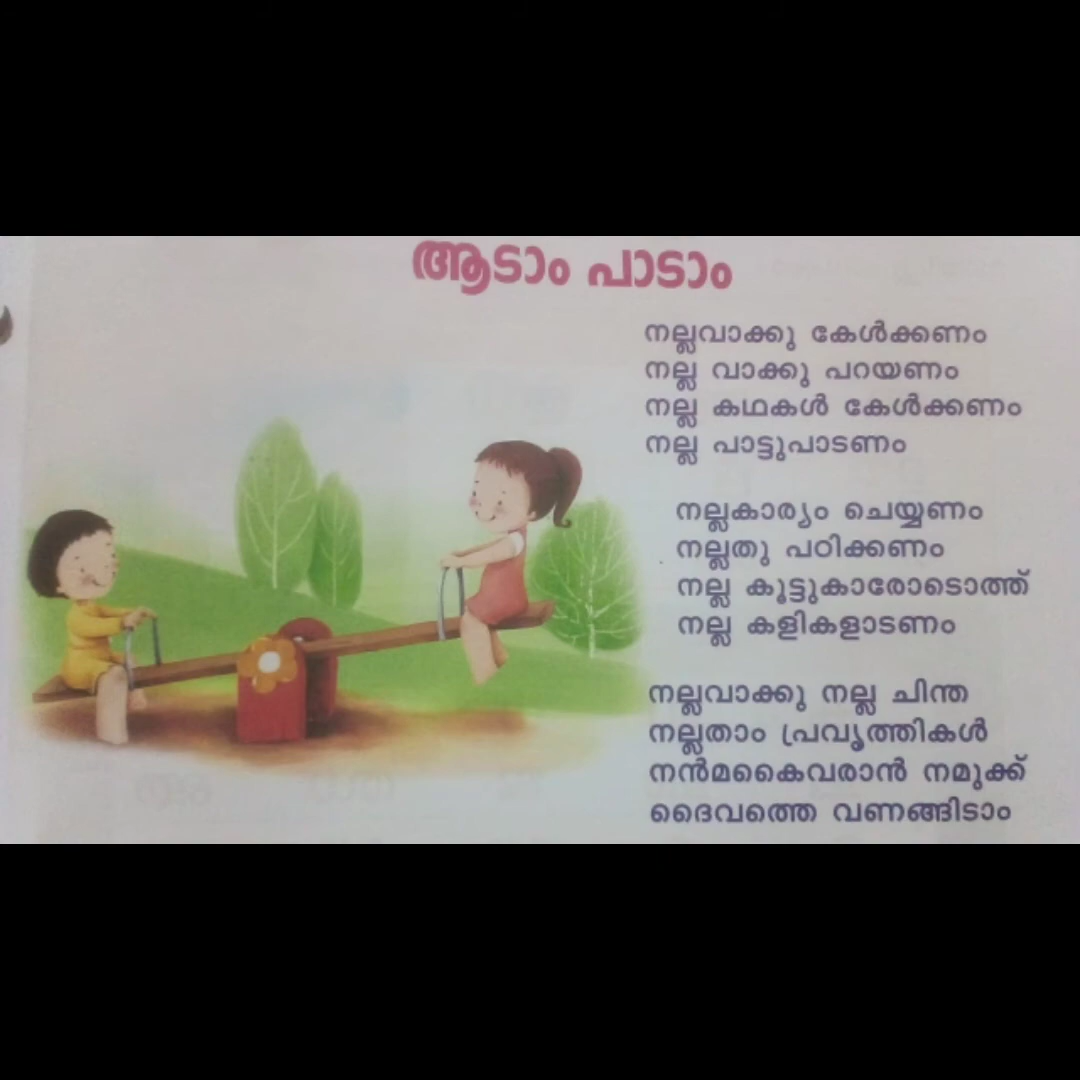 ആടാം പാടാം
നല്ലവാക്കു കേൾക്കണം
നല്ല വാക്കു പറയണം
നല്ല കഥകൾ കേൾക്കണം
നല്ല പാട്ടുപാടണം
നല്ലകാര്യം ചെയ്യണം
നല്ലതു പഠിക്കണം
നല്ല കൂട്ടുകാരോടൊത്ത്
നല്ല കളികളാടണം
നല്ലവാക്കു നല്ല ചിന്ത
നല്ലതാം പ്രവൃത്തികൾ
നൻമകൈവരാൻ നമുക്ക്
ദൈവത്തെ വണങ്ങിടാം